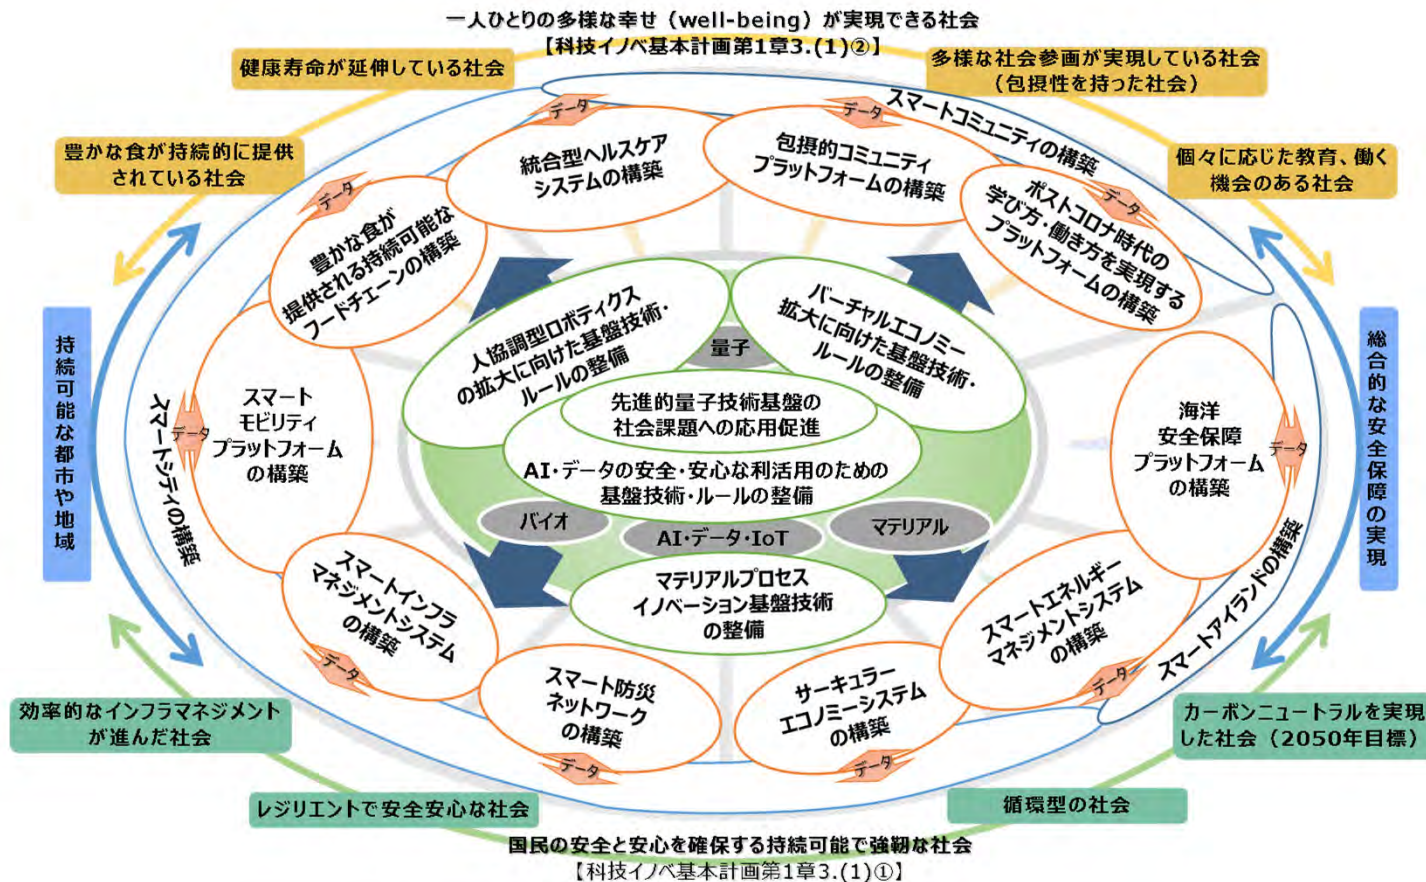 一人ひとりの多様な幸せ（well-being）が実現できる社会
【科技イノベ基本計画第1章3.(1)②】
健康寿命が延伸している社会
多様な社会参画が実現している社会
（包摂性を持った社会）
豊かな食が持続的に提供
されている社会
個々に応じた教育、働く
機会のある社会
スマートコミュニティの構築
データ
統合型ヘルスケア
システムの構築
データ
包摂的コミュニティ
プラットフォームの構築
データ
豊かな食が
提供される持続可能な
フードチェーンの構築
データ
ポストコロナ時代の
学び方・働き方を実現する
プラットフォームの構築
持続可能な都市や地域
総合的な安全保障の実現
スマートシティの構築
データ
スマート
モビリティ
プラットフォーム
の構築
人協調型ロボティクス
の拡大に向けた基盤技術・
ルールの整備
バーチャルエコノミー
拡大に向けた基盤技術・
ルールの整備
量子
先進的量子技術基盤の
社会課題への応用促進
AI・データの安全・安心な利活用のための
基盤技術・ルールの整備
バイオ
AI・データ・IoT
マテリアル
マテリアルプロセス
イノベーション基盤技術
の整備
海洋
安全保障
プラットフォーム
の構築
データ
スマートアイランドの構築
スマートインフラ
マネジメントシステム
の構築
データ
スマート防災
ネットワーク
の構築
データ
サーキュラー
エコノミーシステム
の構築
データ
スマートエネルギー
マネジメントシステム
の構築
データ
効率的なインフラマネジメント
が進んだ社会
カーボンニュートラルを実現
した社会（2050年目標）
レジリエントで安全安心な社会
循環型の社会
国民の安全と安心を確保する持続可能で強靭な社会
【科技イノベ基本計画第1章3.(1)①】